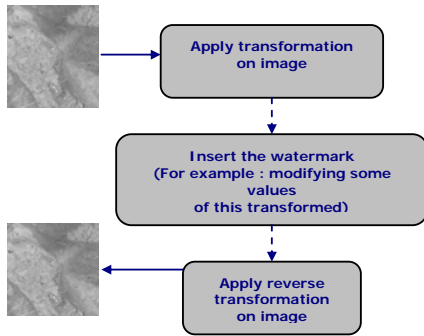 Apply transformation
on image
Insert the watermark
(For example : modifying some
values
of this transformed)
Apply reverse
transformation
on image